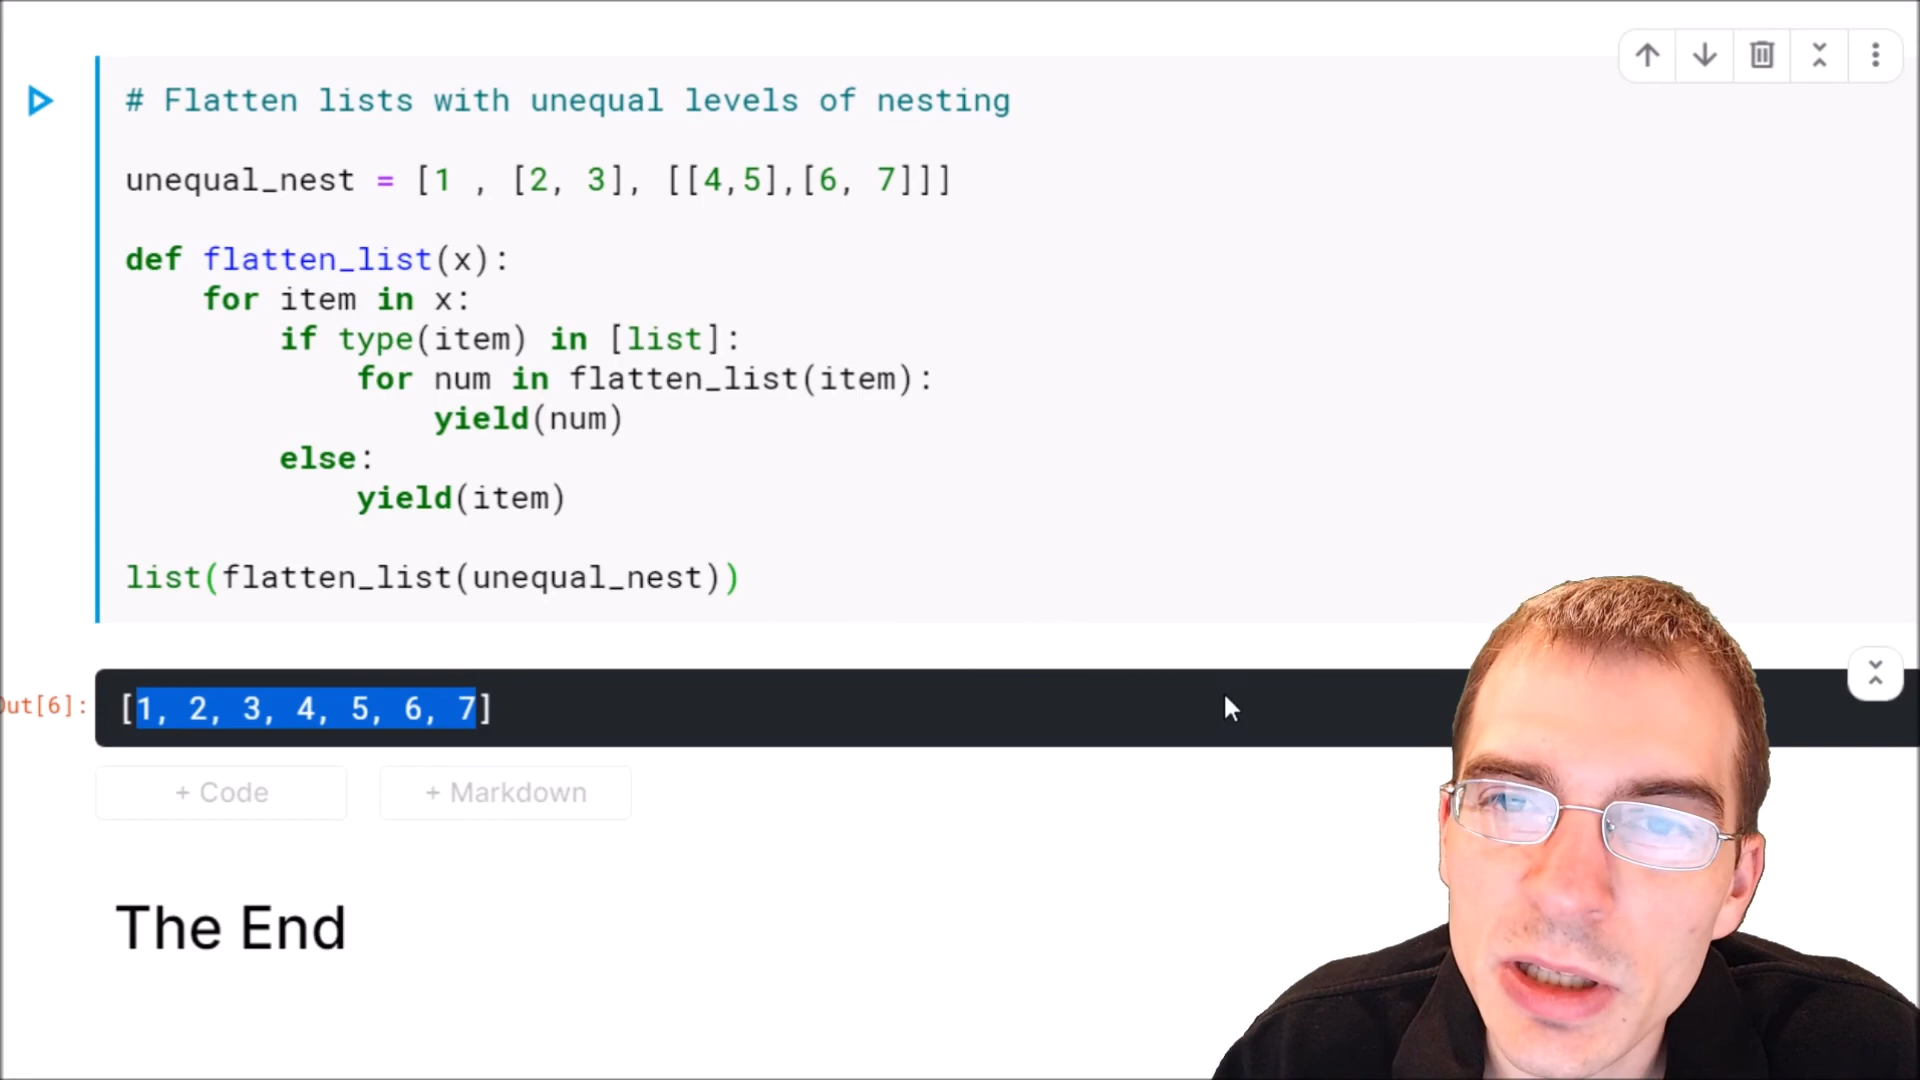 # Flatten lists with unequal levels of nesting
unequal_nest = [1 , [2, 3], [[4,5],[6, 7]]]
def flatten_list(x):
    for item in x:
        if type(item) in [list]:
            for num in flatten_list(item):
                yield(num)
        else:
            yield(item)
list(flatten_list(unequal_nest))
Out[6]: [1, 2, 3, 4, 5, 6, 7]
+ Code + Markdown
The End